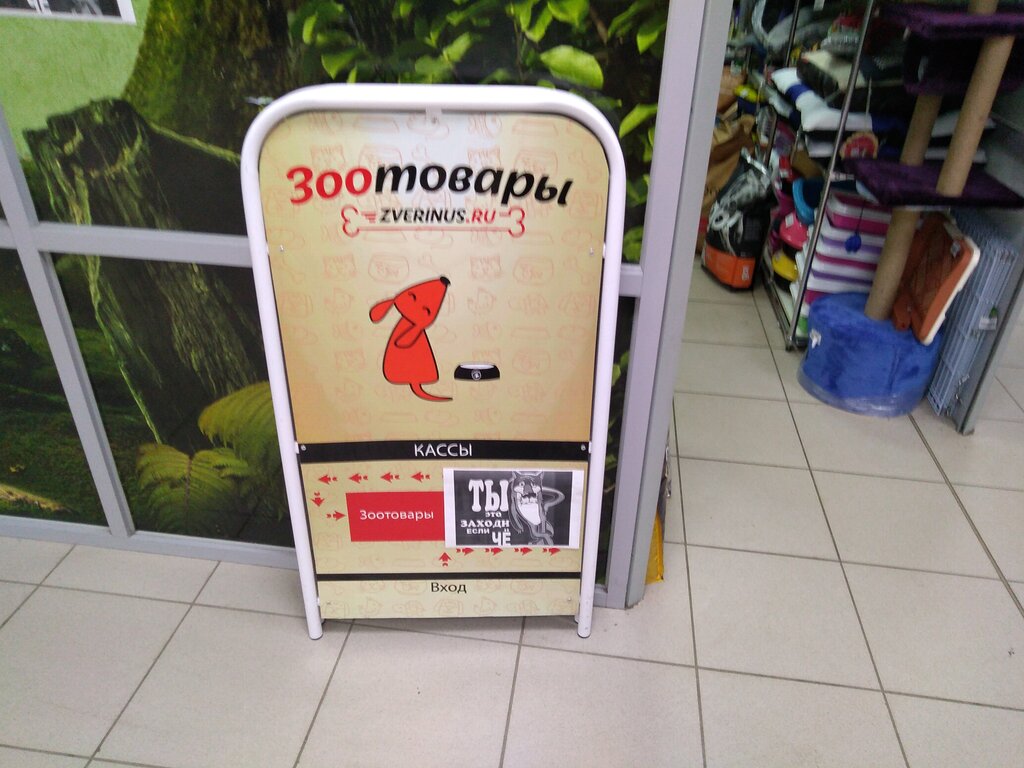 Зоотовары
ZVERINUS.RU
КАССЫ
Зоотовары
ТЫ
ЭТО
ЗАХОДИ
ЕСЛИ
ЧЁ
Вход